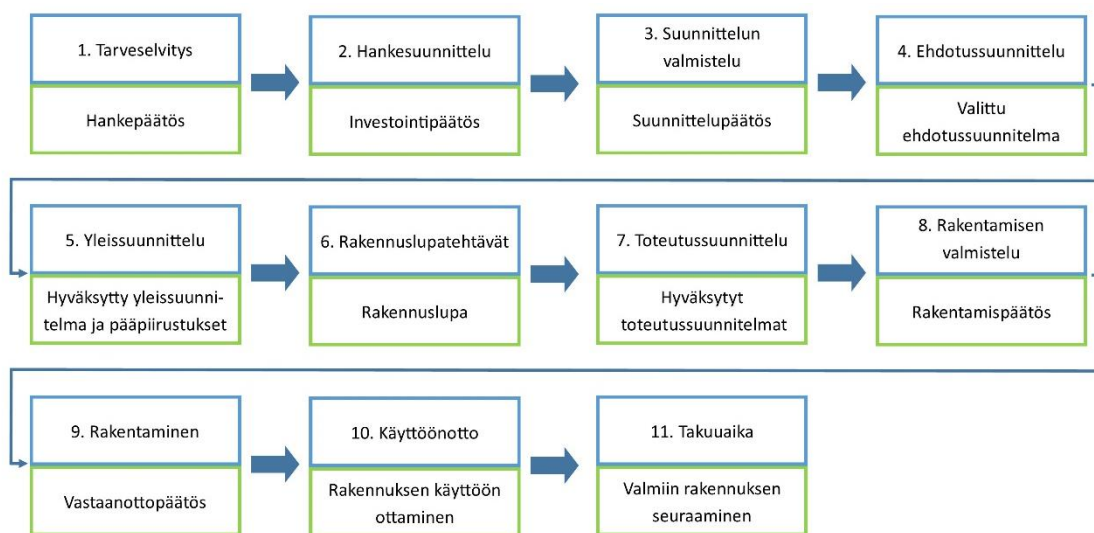 1. Tarveselvitys
Hankepäätös
2. Hankesuunnittelu
Investointipäätös
3. Suunnittelun
valmistelu
Suunnittelupäätös
4. Ehdotussuunnittelu
Valittu
ehdotussuunnitelma
5. Yleissuunnittelu
Hyväksytty yleissuunni-
telma ja pääpiirustukset
6. Rakennuslupatehtävät
Rakennuslupa
7. Toteutussuunnittelu
Hyväksytyt
toteutussuunnitelmat
8. Rakentamisen
valmistelu
Rakentamispäätös
9. Rakentaminen
Vastaanottopäätös
10. Käyttöönotto
Rakennuksen käyttöön
ottaminen
11. Takuuaika
Valmiin rakennuksen
seuraaminen